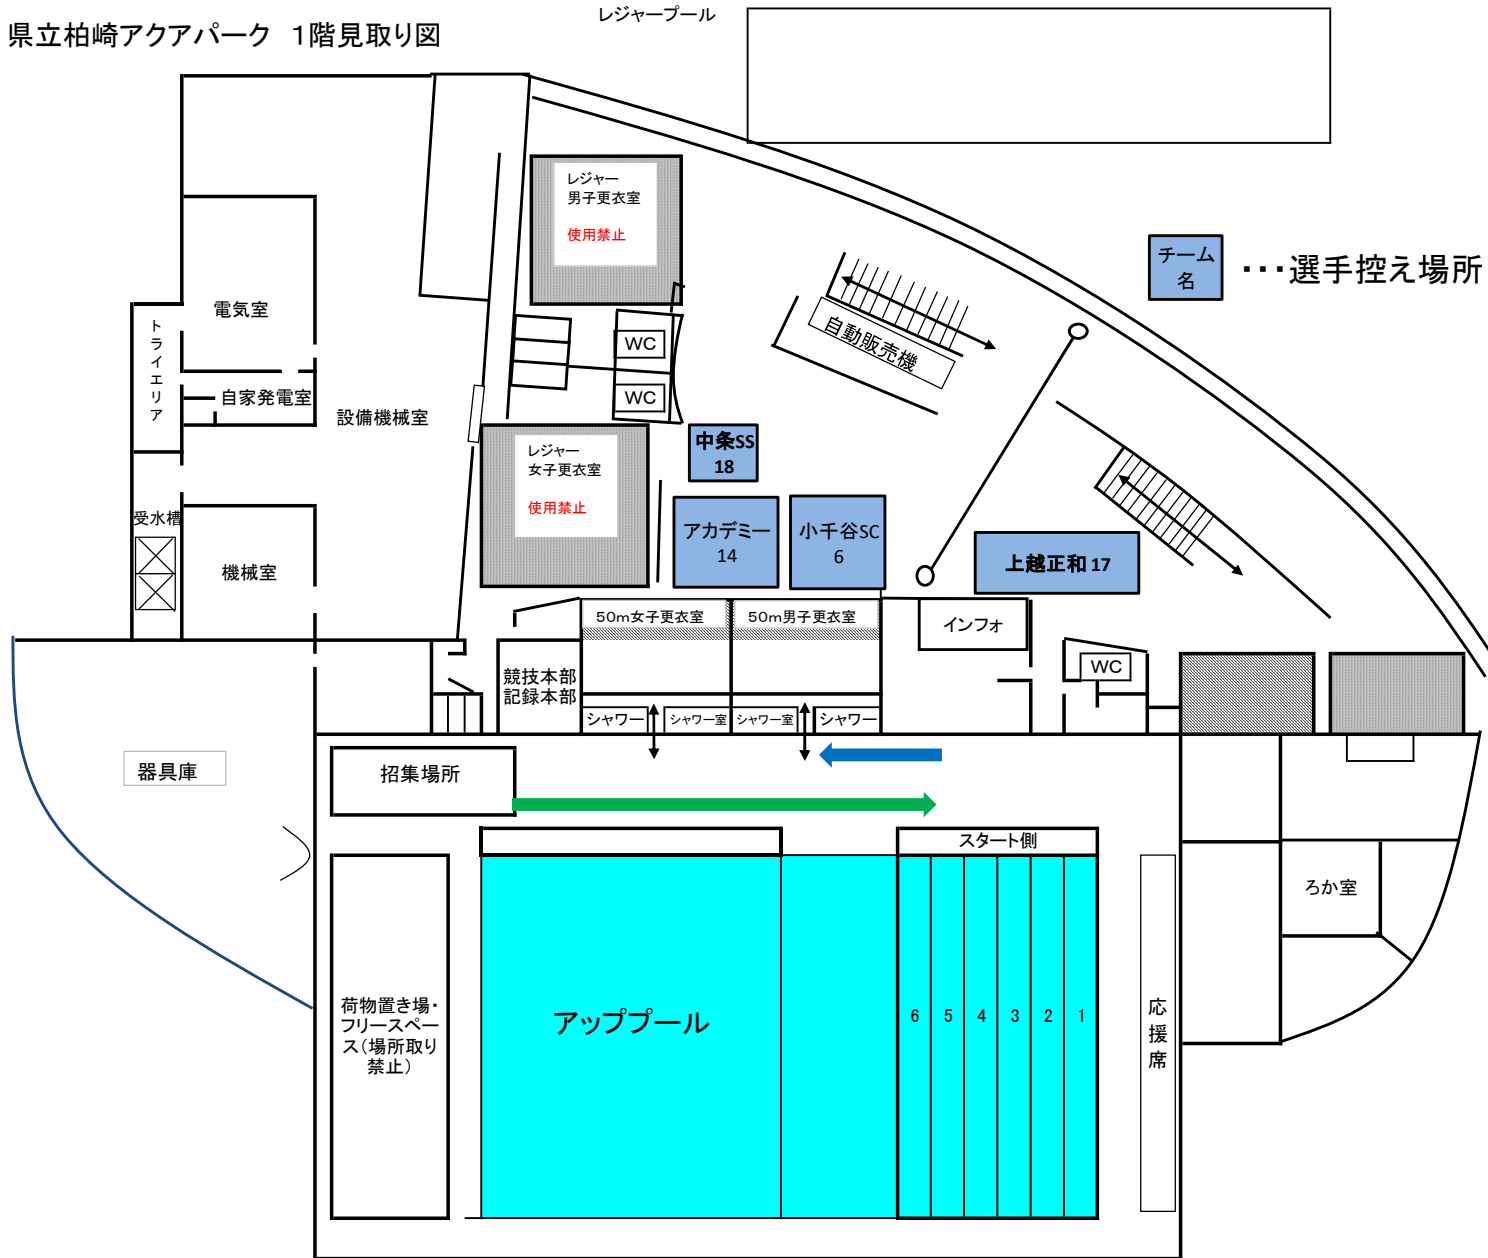 レジャープール
県立柏崎アクアパーク 1階見取り図
レジャー
男子更衣室
使用禁止
チーム
名
・・・選手控え場所
電気室
トライエリア
自動販売機
WC
WC
自家発電室
設備機械室
中条SS
18
レジャー
女子更衣室
使用禁止
アカデミー
14
小千谷SC
6
上越正和 17
受水槽
機械室
50m女子更衣室
50m男子更衣室
インフォ
WC
競技本部
記録本部
シャワー
シャワー室
シャワー室
シャワー
器具庫
招集場所
スタート側
ろか室
荷物置き場・
フリースペー
ス(場所取り
禁止)
アッププール
6 5 4 3 2 1
応援席